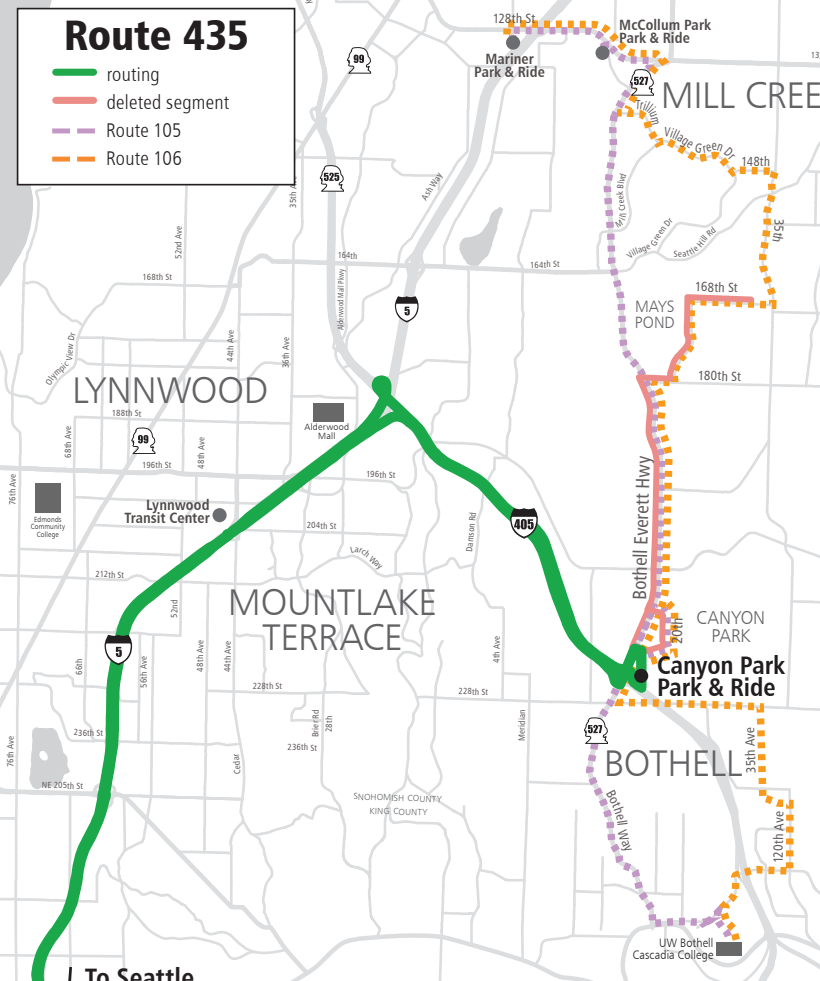 Route 435
routing
deleted segment
Route 105
Route 106
128th St
McCollum Park
Park & Ride
Mariner
Park & Ride
99
527
MILL CREE
13
Trillium
Village Green Dr
148th
525
35th A
Ash Way
Mill Creek Blvd
35th
52nd Ave
Village Green Dr
Seattle Hill Rd
164th
164th St
168th St
Alderwood Mall Pkwy
5
168th St
MAYS
POND
Olympic View Dr
44th Ave
36th Ave
180th St
LYNNWOOD
188th St
Alderwood
Mall
99
68th Ave
48th Ave
196th St
196th St
76th Ave
Edmonds
Community
College
Lynnwood
Transit Center
204th St
Damson Rd
405
Bothell Everett Hwy
Larch Way
212th St
52nd
MOUNTLAKE
TERRACE
CANYON
PARK
20th
5
66th
56th Ave
48th Ave
44th Ave
4th Ave
Canyon Park
Park & Ride
228th St
228th St
Meridian
527
35th Ave
76th Ave
236th St
Brier Rd
28th
236th St
Cedar
BOTHELL
NE 205th St
SNOHOMISH COUNTY
KING COUNTY
Bothell Way
120th Ave
UW Bothell
Cascadia College
To Seattle